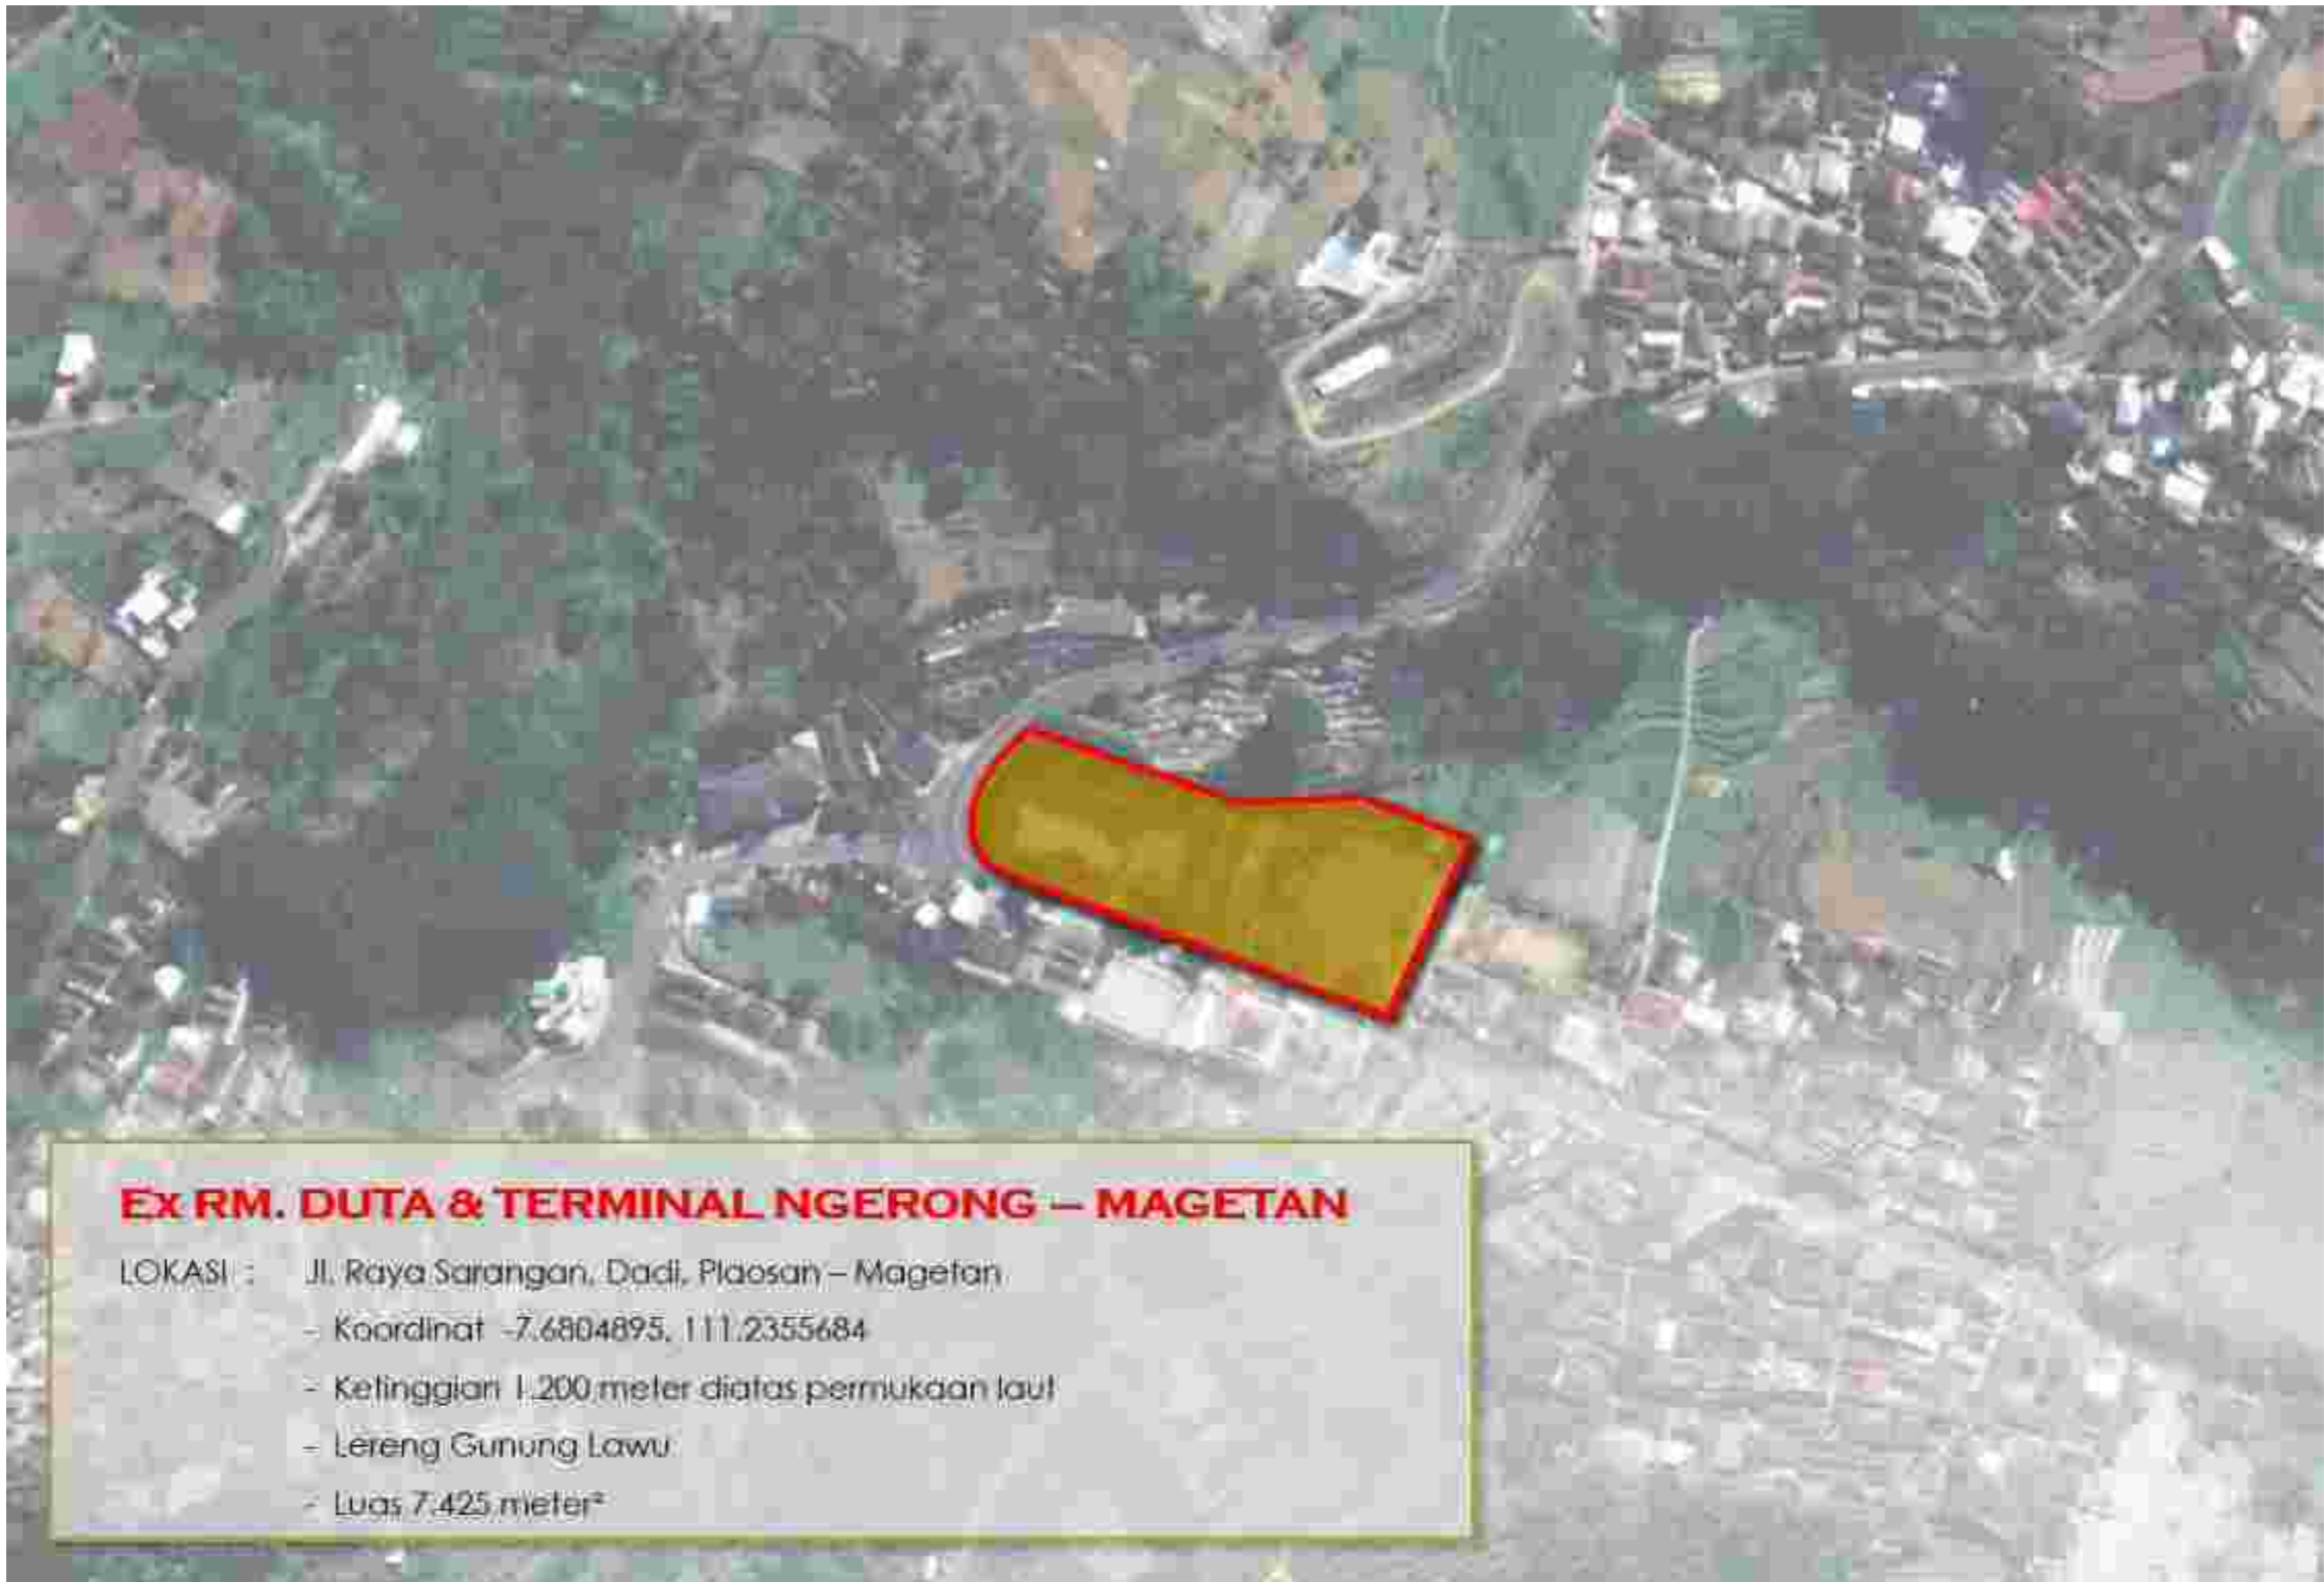 Ex RM. DUTA & TERMINAL NGERONG – MAGETAN
LOKASI : Jl. Raya Sarangan, Dadi, Plaosan – Magetan
- Koordinat -7.6804895, 111.2355684
- Ketinggian 1.200 meter diatas permukaan laut
- Lereng Gunung Lawu
- Luas 7.425 meter²